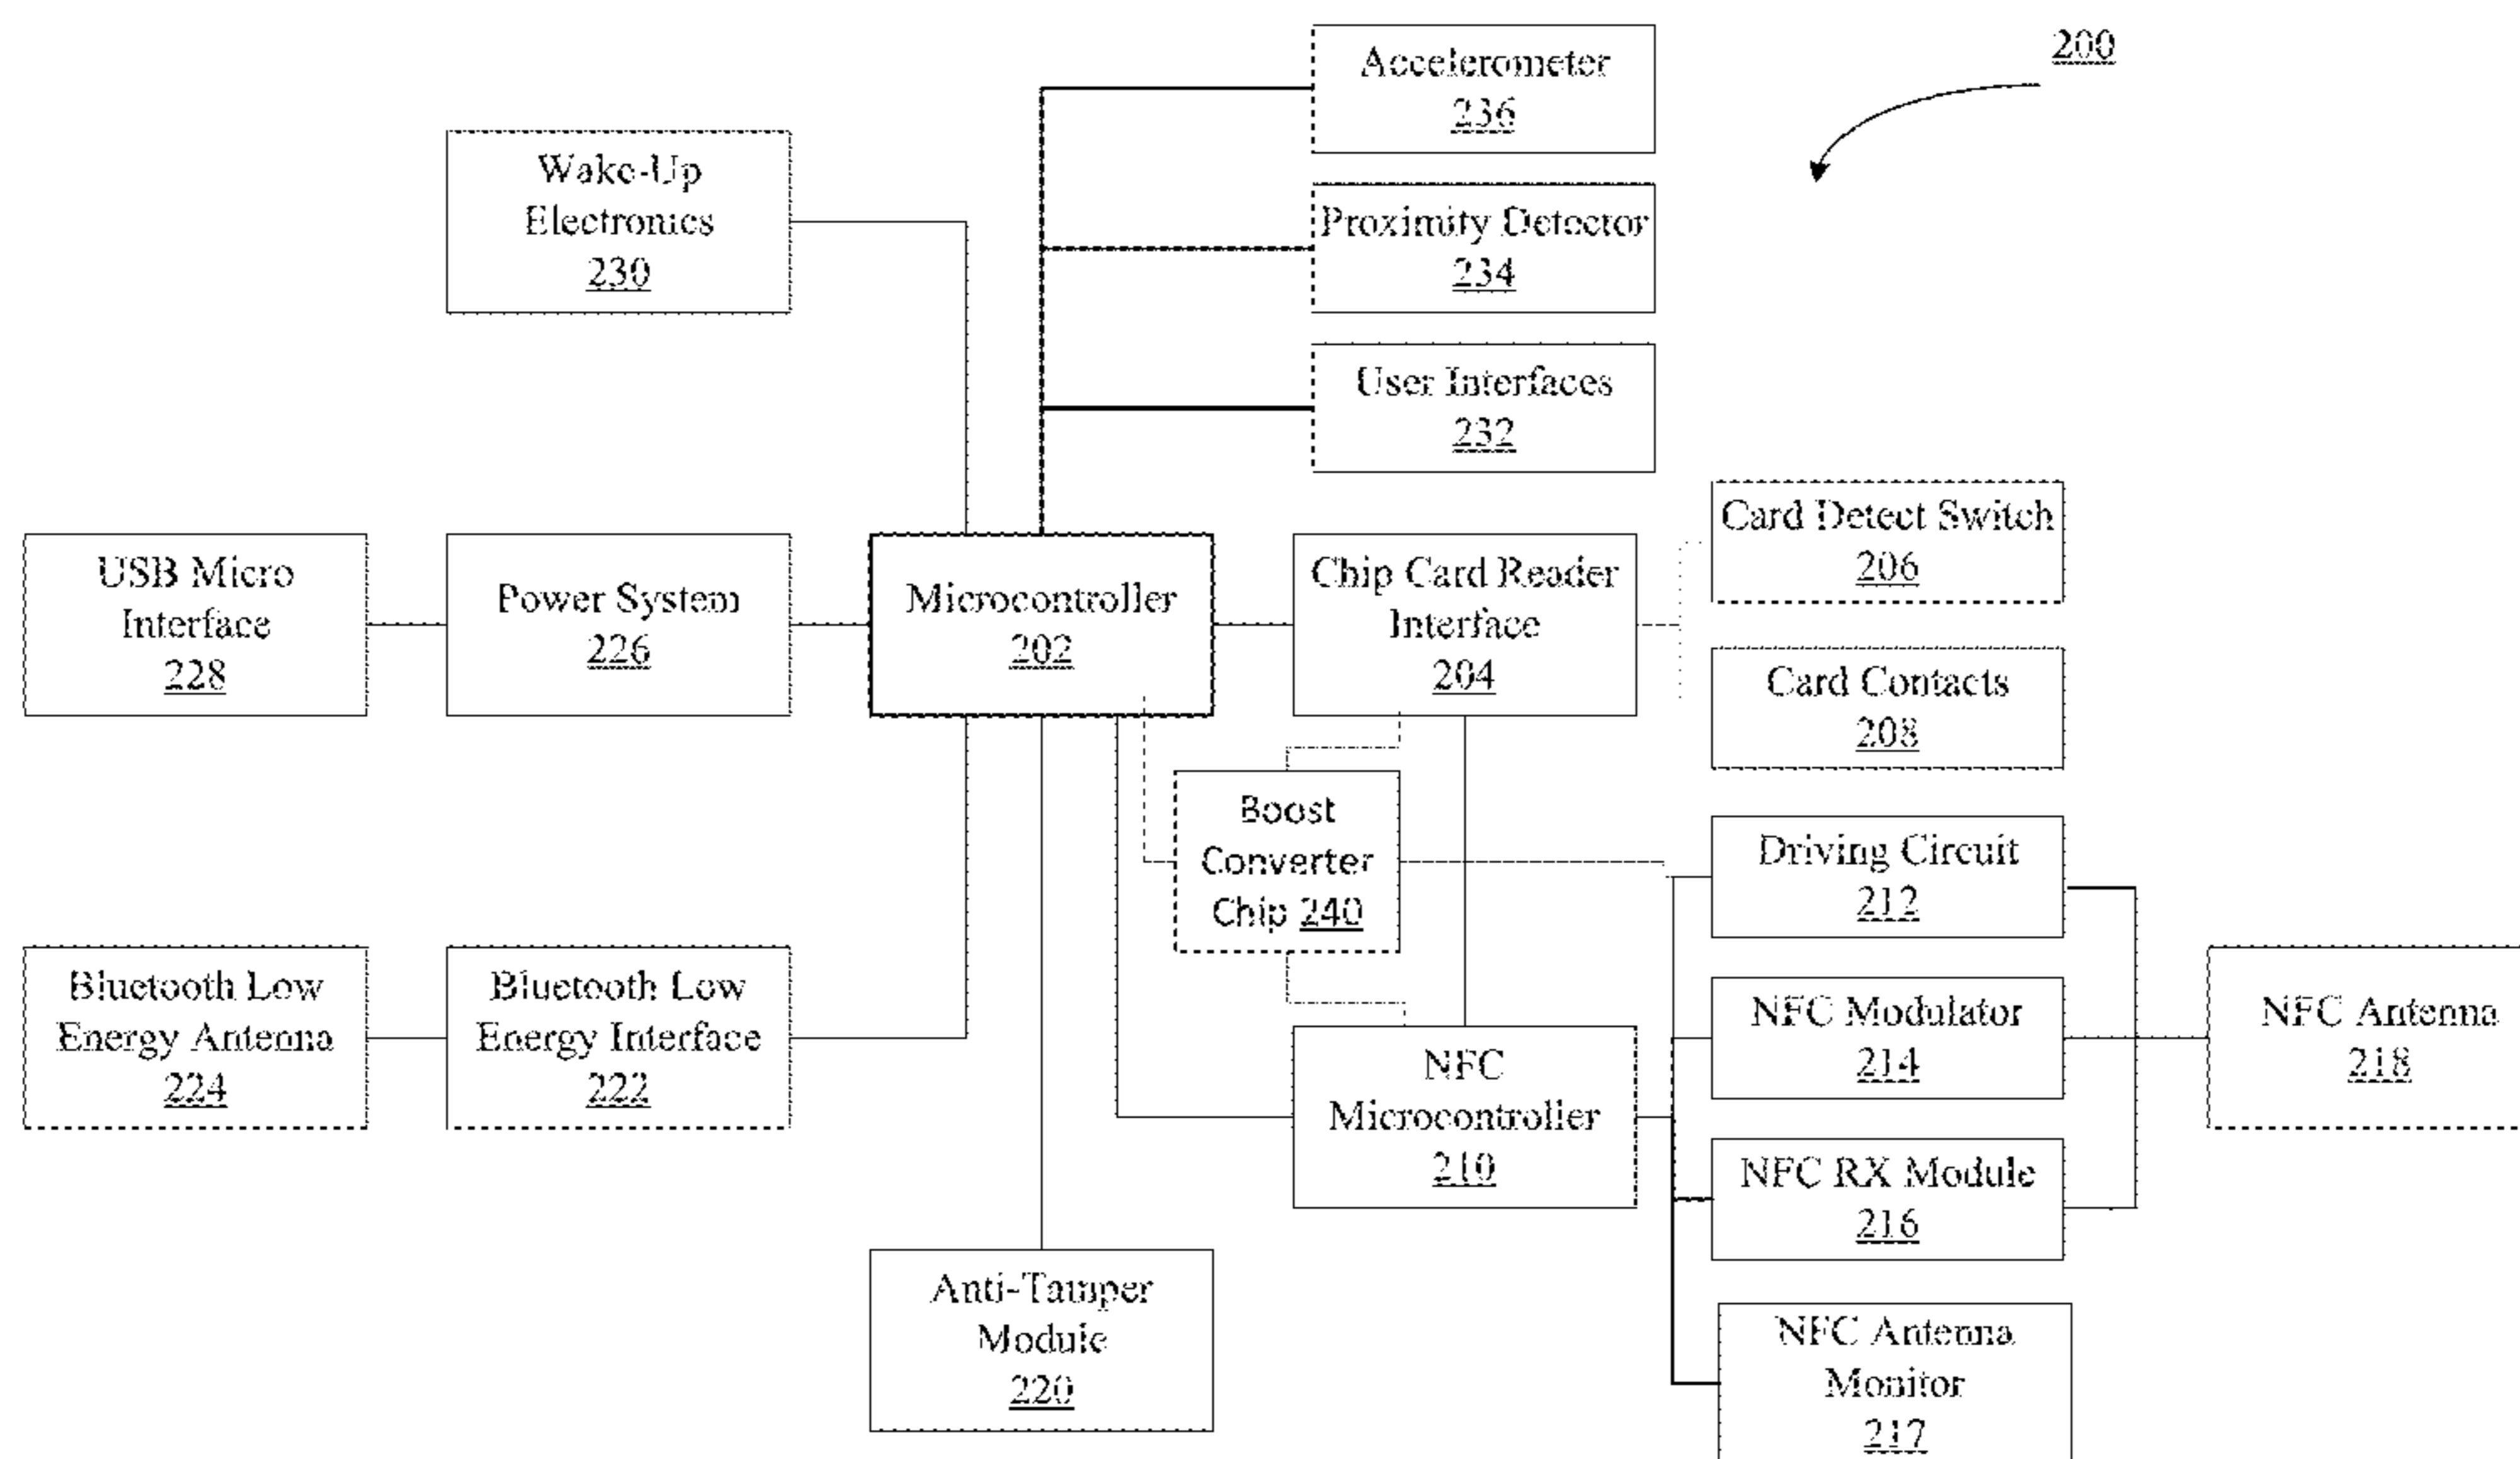 200
Accelerometer
236
Wake-Up
Electronics
230
Proximity Detector
234
User Interfaces
232
Card Detect Switch
206
USB Micro
Interface
228
Power System
226
Microcontroller
202
Chip Card Reader
Interface
204
Card Contacts
208
Boost
Converter
Chip 240
Driving Circuit
212
Bluetooth Low
Energy Antenna
224
Bluetooth Low
Energy Interface
222
NFC Modulator
214
NFC Antenna
218
NFC
Microcontroller
210
NFC RX Module
216
Anti-Tamper
Module
220
NFC Antenna
Monitor
217